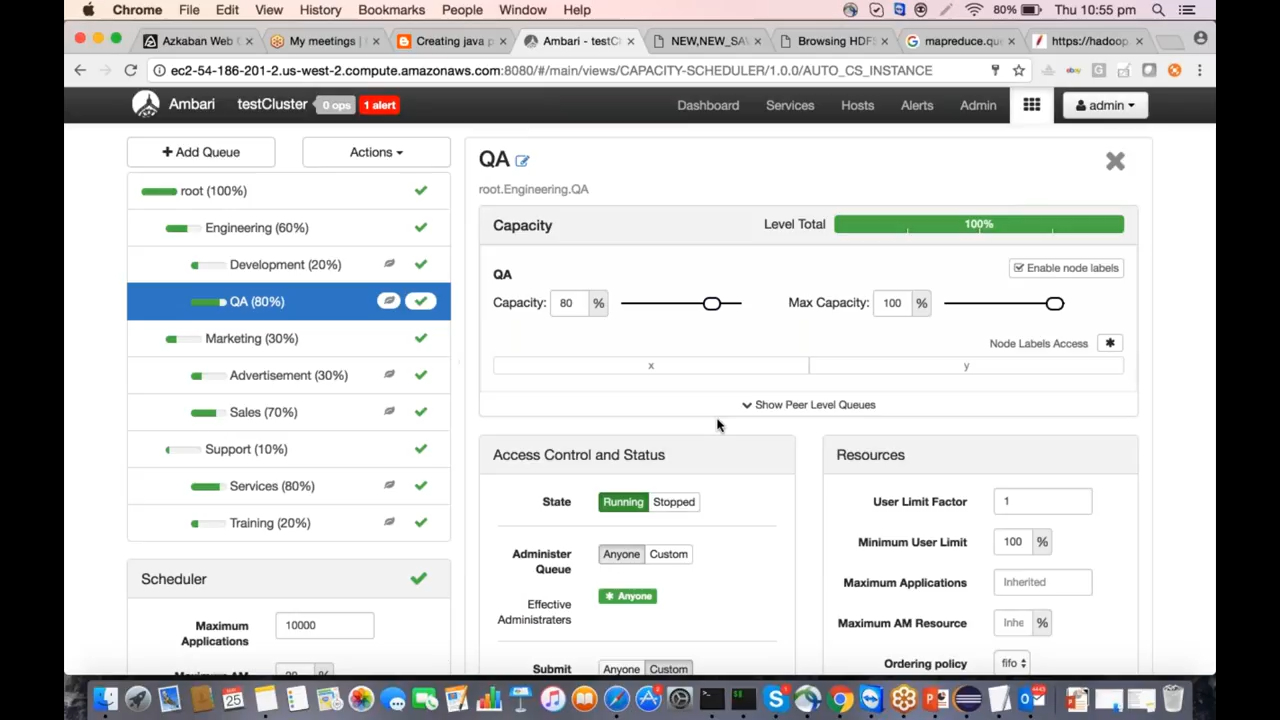 Chrome File Edit View History Bookmarks People Window Help 80% Thu 10:55 pm
Azkaban Web C My meetings | Creating java p Ambari - testC NEW,NEW_SA Browsing HDF mapreduce.qu https://hadoop.
ec2-54-186-201-2.us-west-2.compute.amazonaws.com:8080/#/main/views/CAPACITY-SCHEDULER/1.0.0/AUTO_CS_INSTANCE
Ambari testCluster 0 ops 1 alert Dashboard Services Hosts Alerts Admin admin
+ Add Queue Actions
root (100%)
Engineering (60%)
Development (20%)
QA (80%)
Marketing (30%)
Advertisement (30%)
Sales (70%)
Support (10%)
Services (80%)
Training (20%)
Scheduler
Maximum Applications 10000
QA
root.Engineering.QA
Capacity Level Total 100%
QA Enable node labels
Capacity: 80 % Max Capacity: 100 %
Node Labels Access *
x y
Show Peer Level Queues
Access Control and Status
State Running Stopped
Administer Queue Anyone Custom
Effective Administraters * Anyone
Submit Anyone Custom
Resources
User Limit Factor 1
Minimum User Limit 100 %
Maximum Applications Inherited
Maximum AM Resource Inhe %
Ordering policy fifo